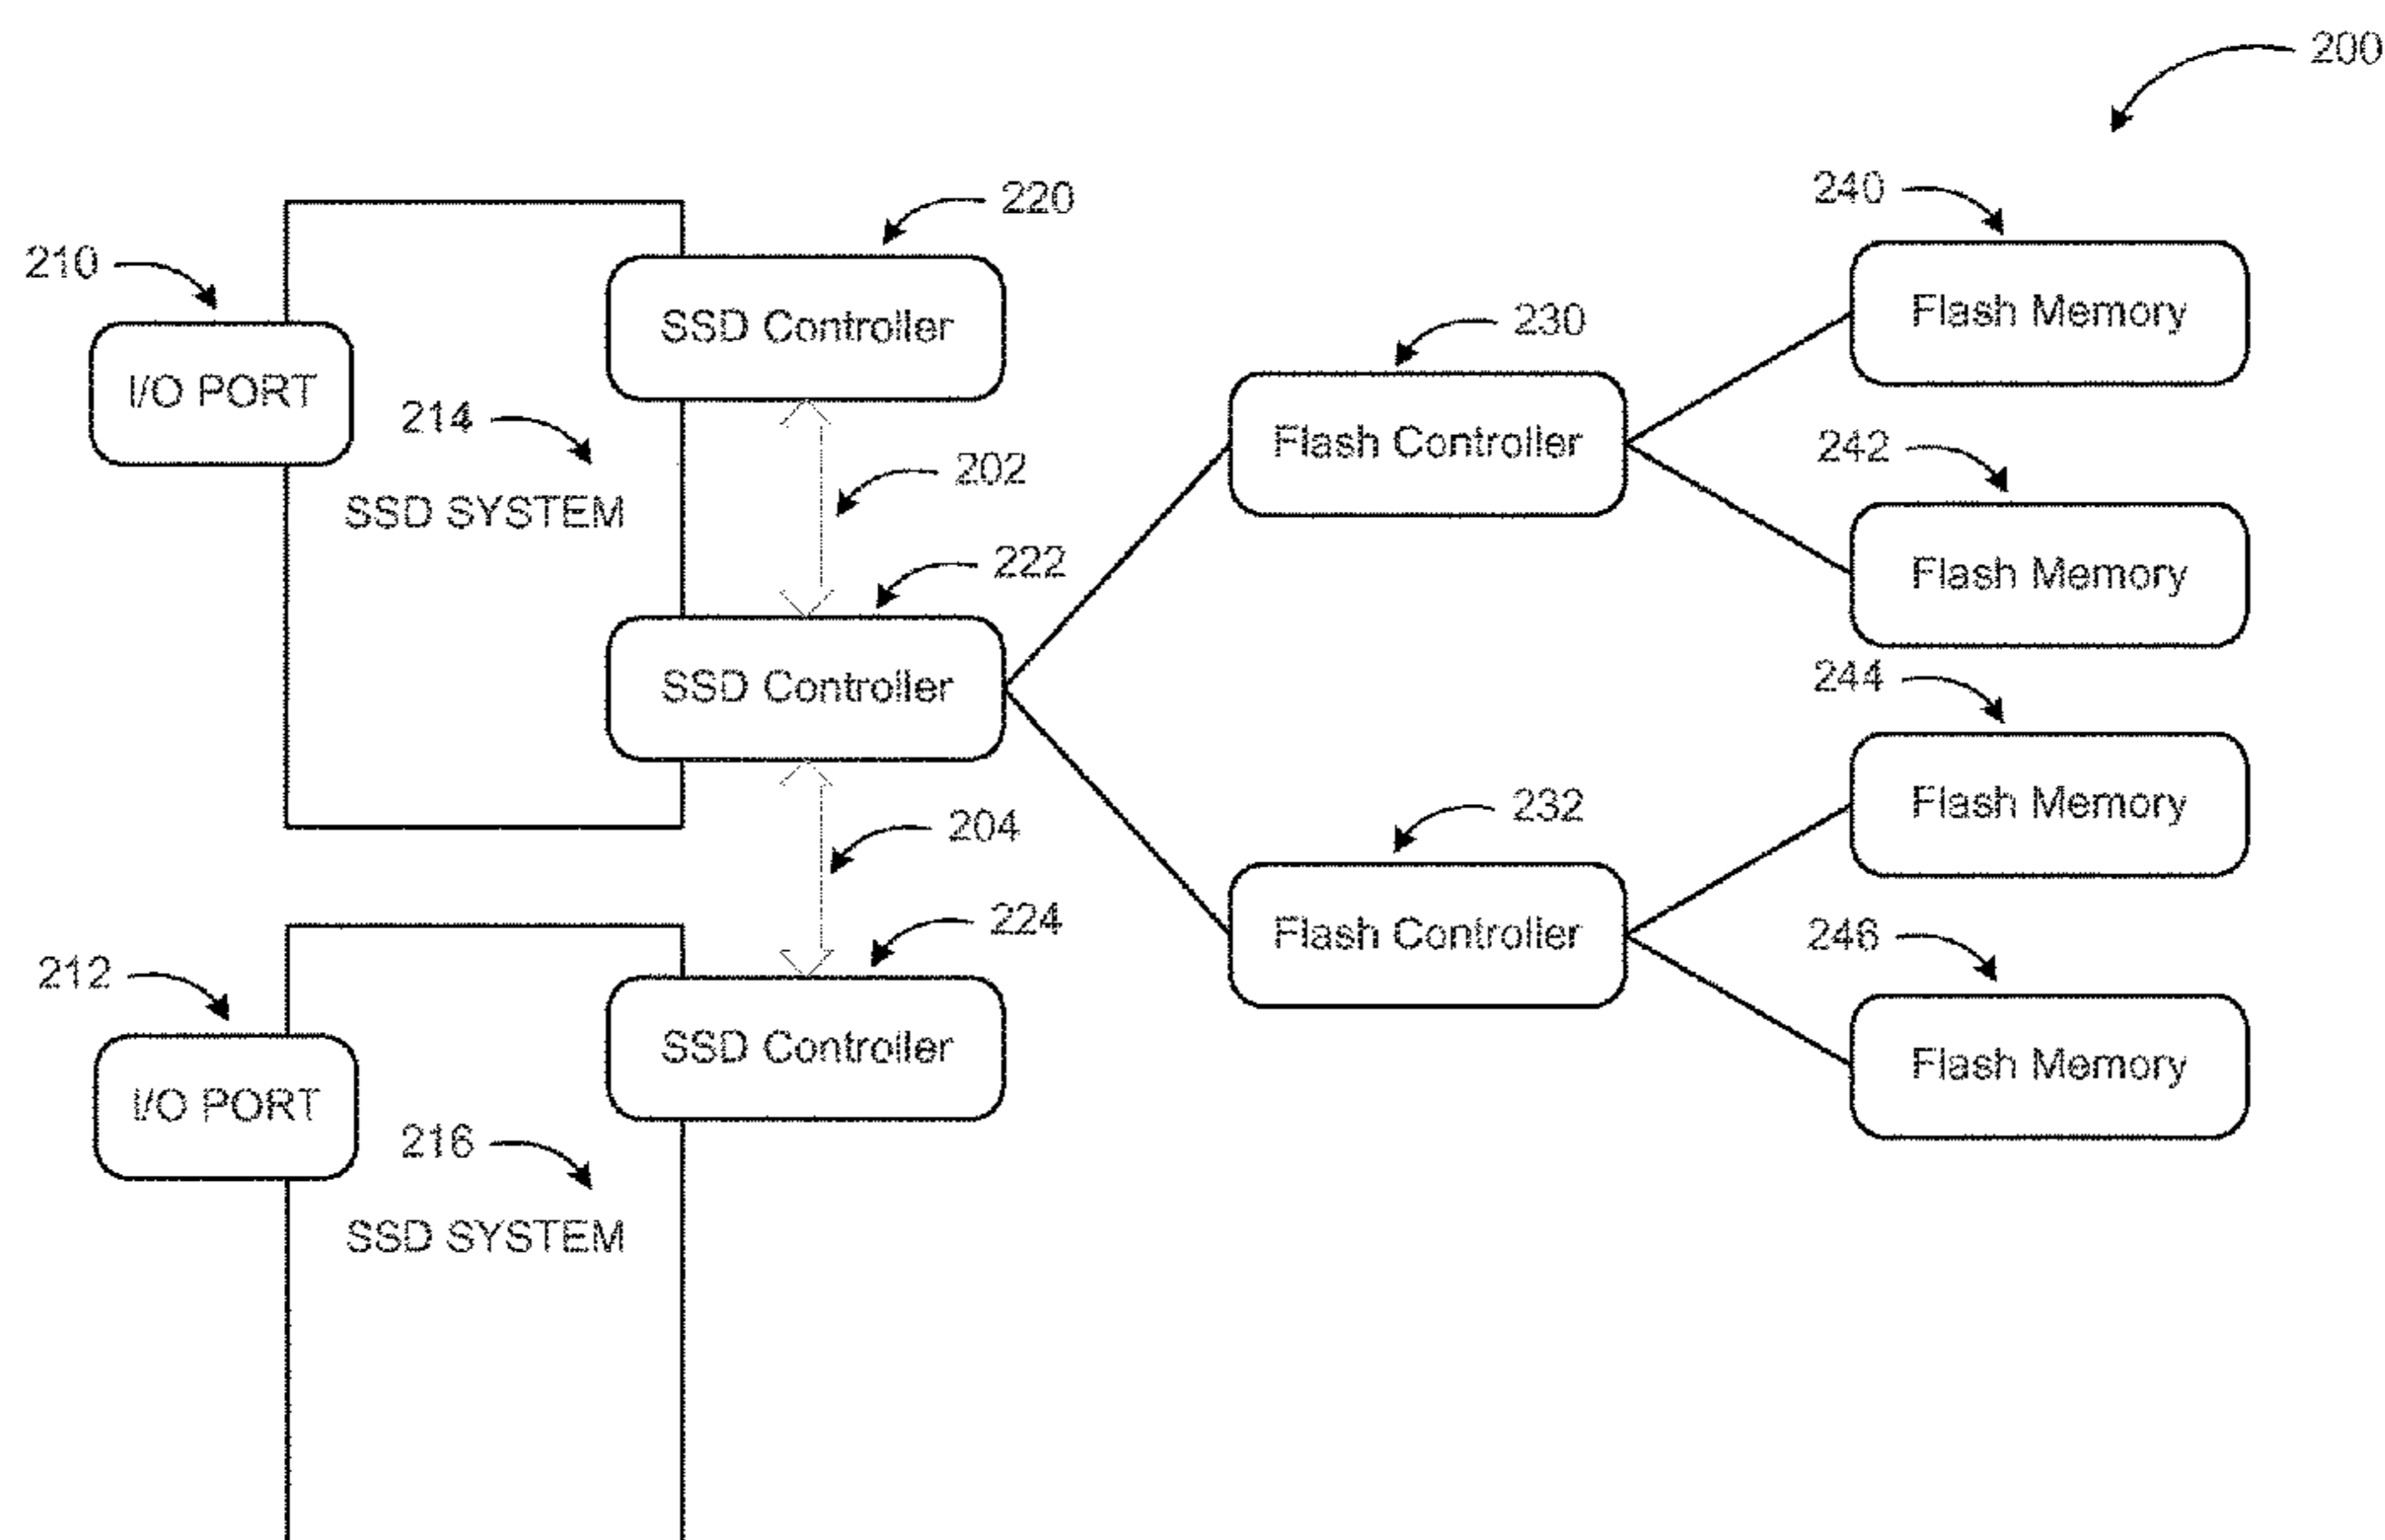 200
220
240
210
SSD Controller
Flash Memory
230
I/O PORT
214
Flash Controller
242
202
SSD SYSTEM
222
Flash Memory
SSD Controller
244
Flash Memory
232
204
224
Flash Controller
246
212
SSD Controller
Flash Memory
I/O PORT
216
SSD SYSTEM